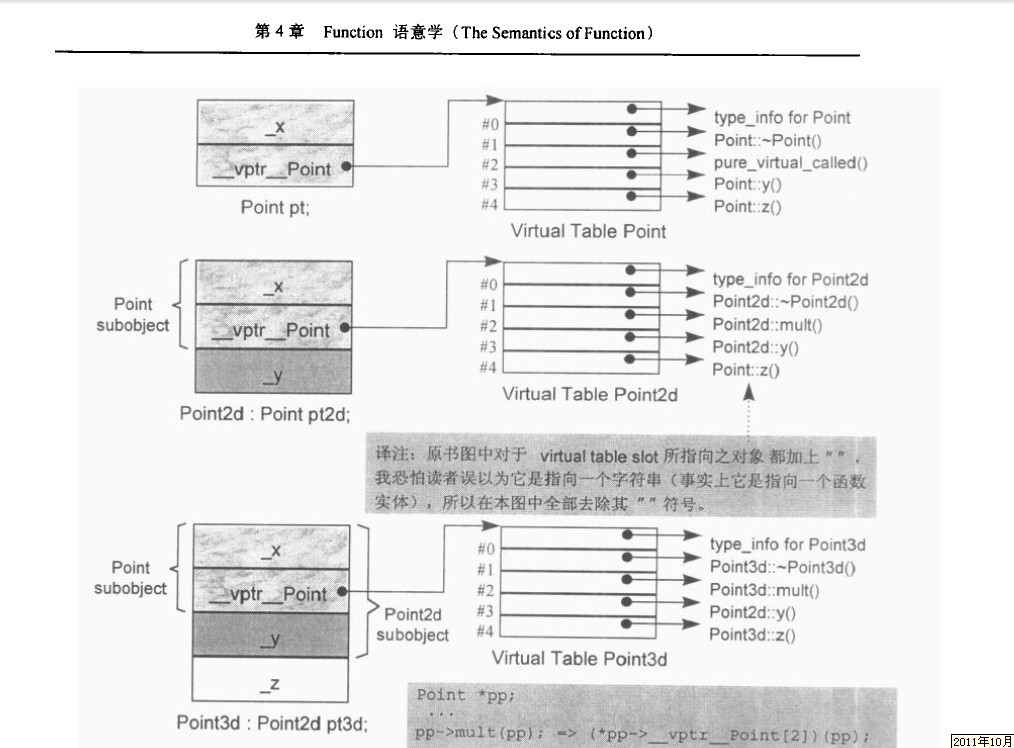 第 4 章 Function 语意学（The Semantics of Function）
_x
__vptr__Point
Point pt;
#0
#1
#2
#3
#4
type_info for Point
Point::~Point()
pure_virtual_called()
Point::y()
Point::z()
Virtual Table Point
Point
subobject
_x
__vptr__Point
_y
Point2d : Point pt2d;
#0
#1
#2
#3
#4
type_info for Point2d
Point2d::~Point2d()
Point2d::mult()
Point2d::y()
Point::z()
Virtual Table Point2d
译注：原书图中对于 virtual table slot 所指向之对象 都加上 " "，
我恐怕读者误以为它是指向一个字符串（事实上它是指向一个函数
实体），所以在本图中全部去除其 " " 符号。
Point
subobject
_x
__vptr__Point
_y
_z
Point2d
subobject
Point3d : Point2d pt3d;
#0
#1
#2
#3
#4
type_info for Point3d
Point3d::~Point3d()
Point3d::mult()
Point2d::y()
Point3d::z()
Virtual Table Point3d
Point *pp;
...
pp->mult(pp); => (*pp->__vptr__Point[2])(pp);
2011年10月